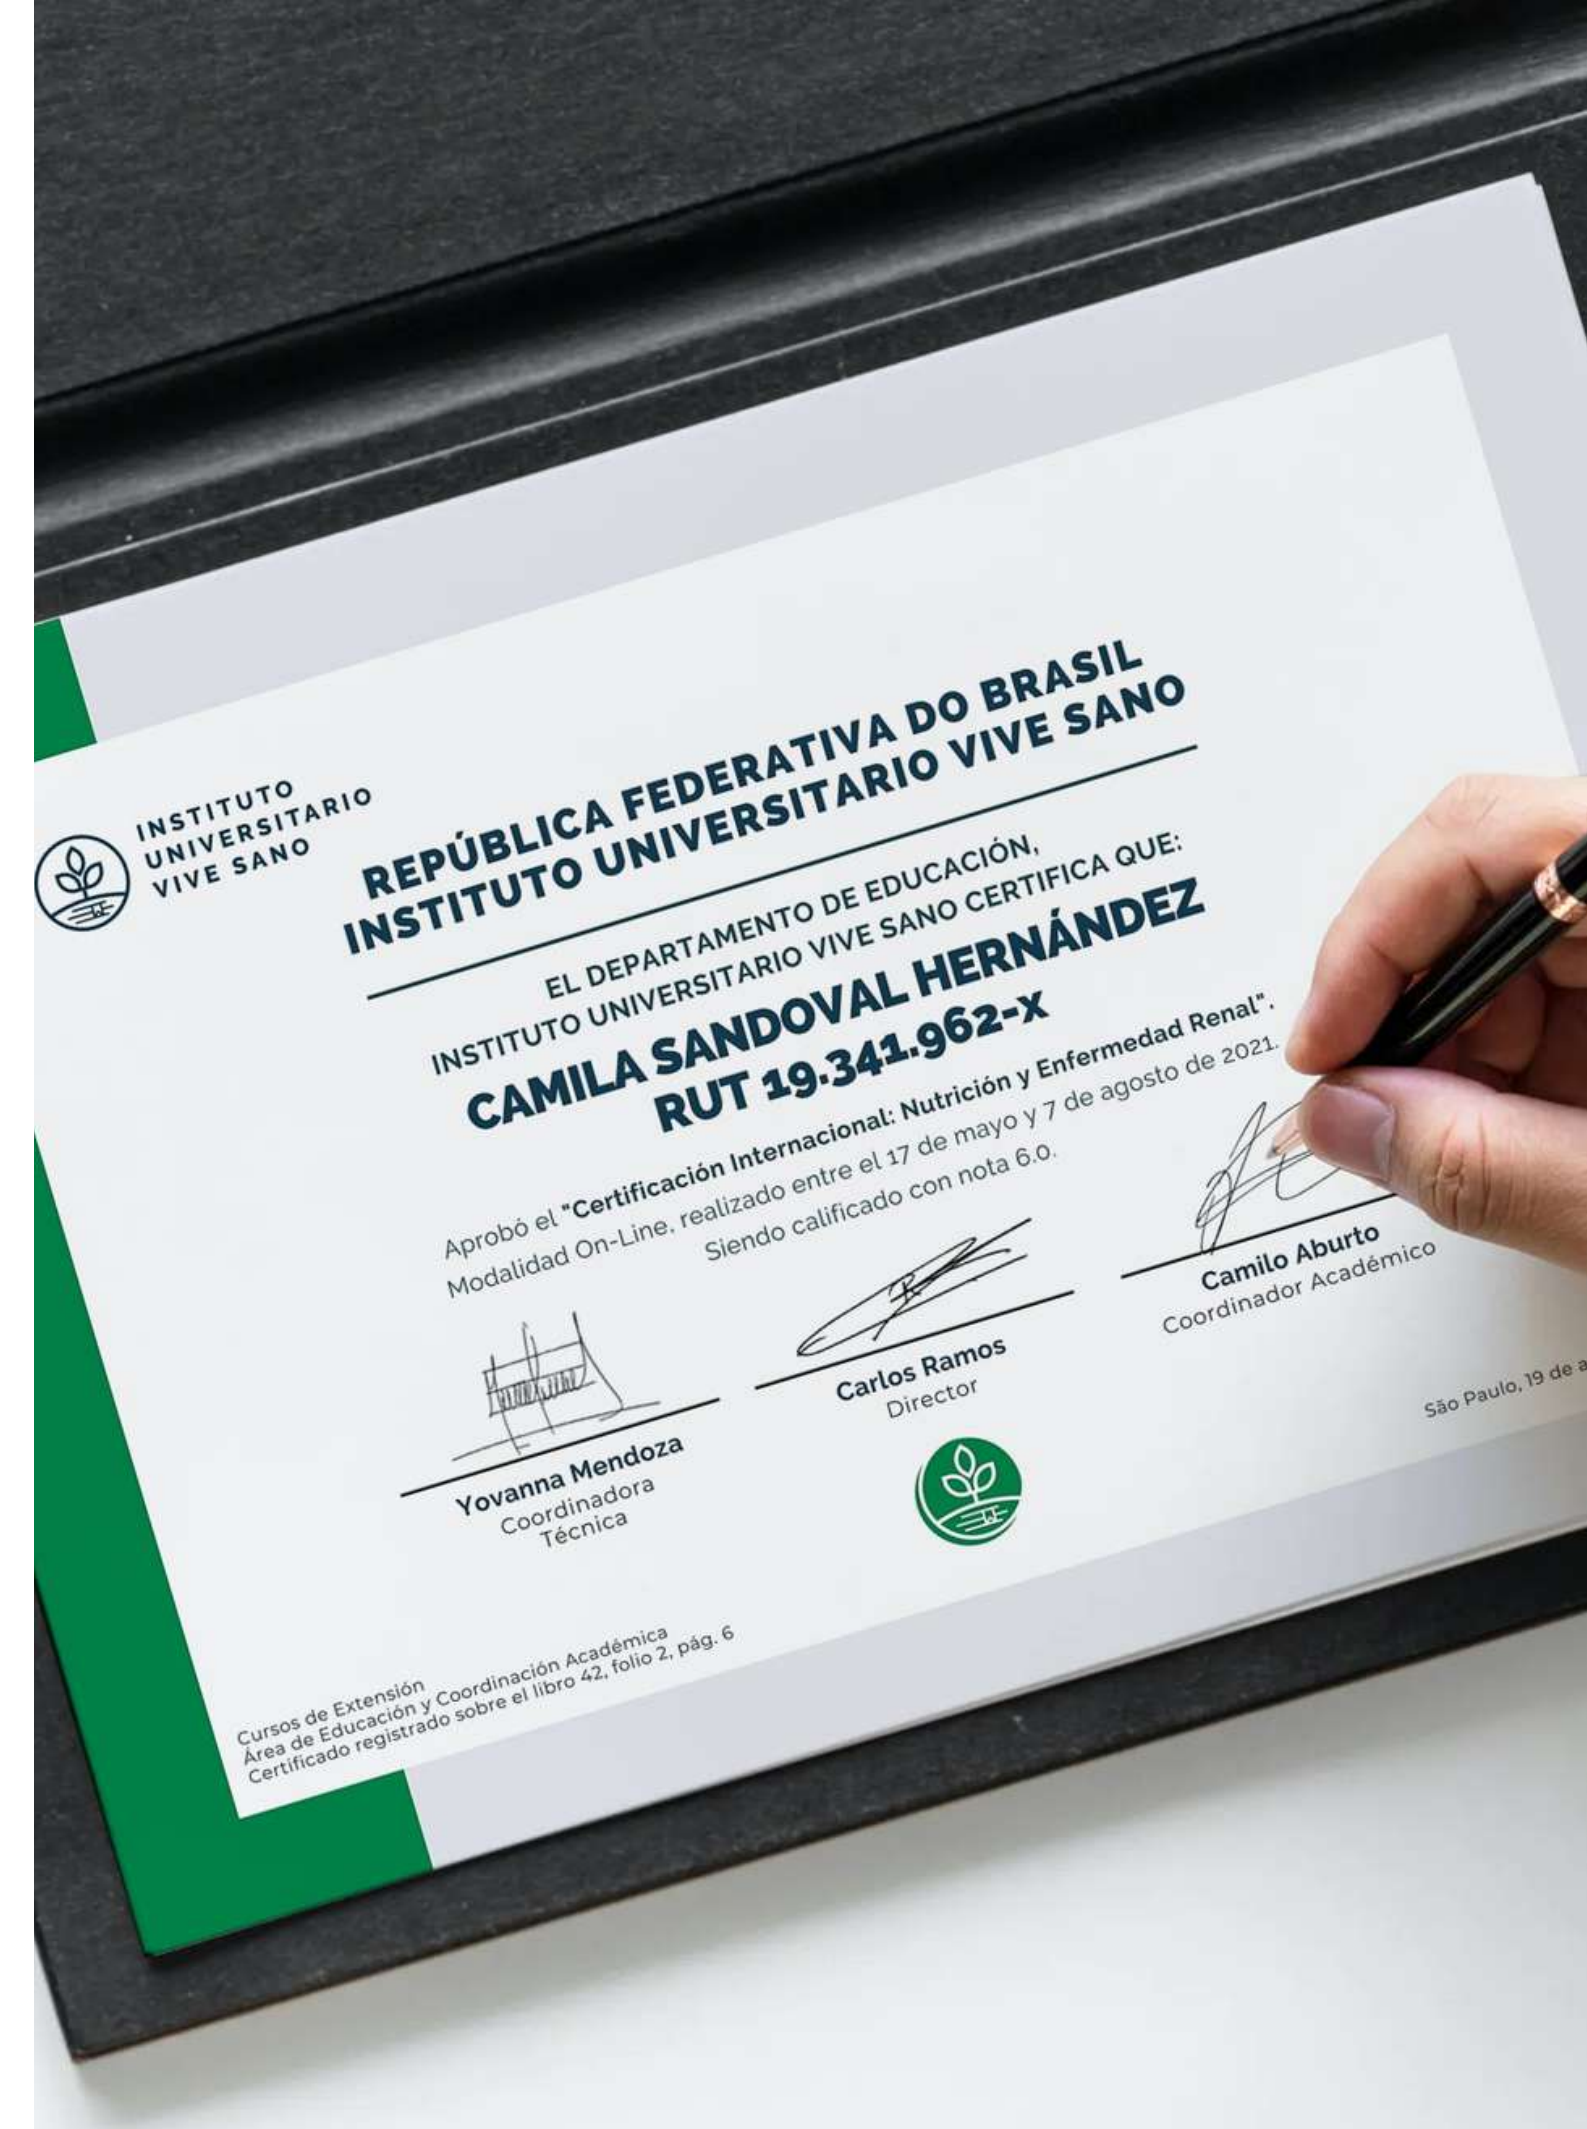 INSTITUTO
UNIVERSITARIO
VIVE SANO
REPÚBLICA FEDERATIVA DO BRASIL
INSTITUTO UNIVERSITARIO VIVE SANO
EL DEPARTAMENTO DE EDUCACIÓN,
INSTITUTO UNIVERSITARIO VIVE SANO CERTIFICA QUE:
CAMILA SANDOVAL HERNÁNDEZ
RUT 19.341.962-X
Aprobó el "Certificación Internacional: Nutrición y Enfermedad Renal".
Modalidad On-Line, realizado entre el 17 de mayo y 7 de agosto de 2021.
Siendo calificado con nota 6.0.
Yovanna Mendoza
Coordinadora
Técnica
Carlos Ramos
Director
Camilo Aburto
Coordinador Académico
São Paulo, 19 de
Cursos de Extensión
Área de Educación y Coordinación Académica
Certificado registrado sobre el libro 42, folio 2, pág. 6